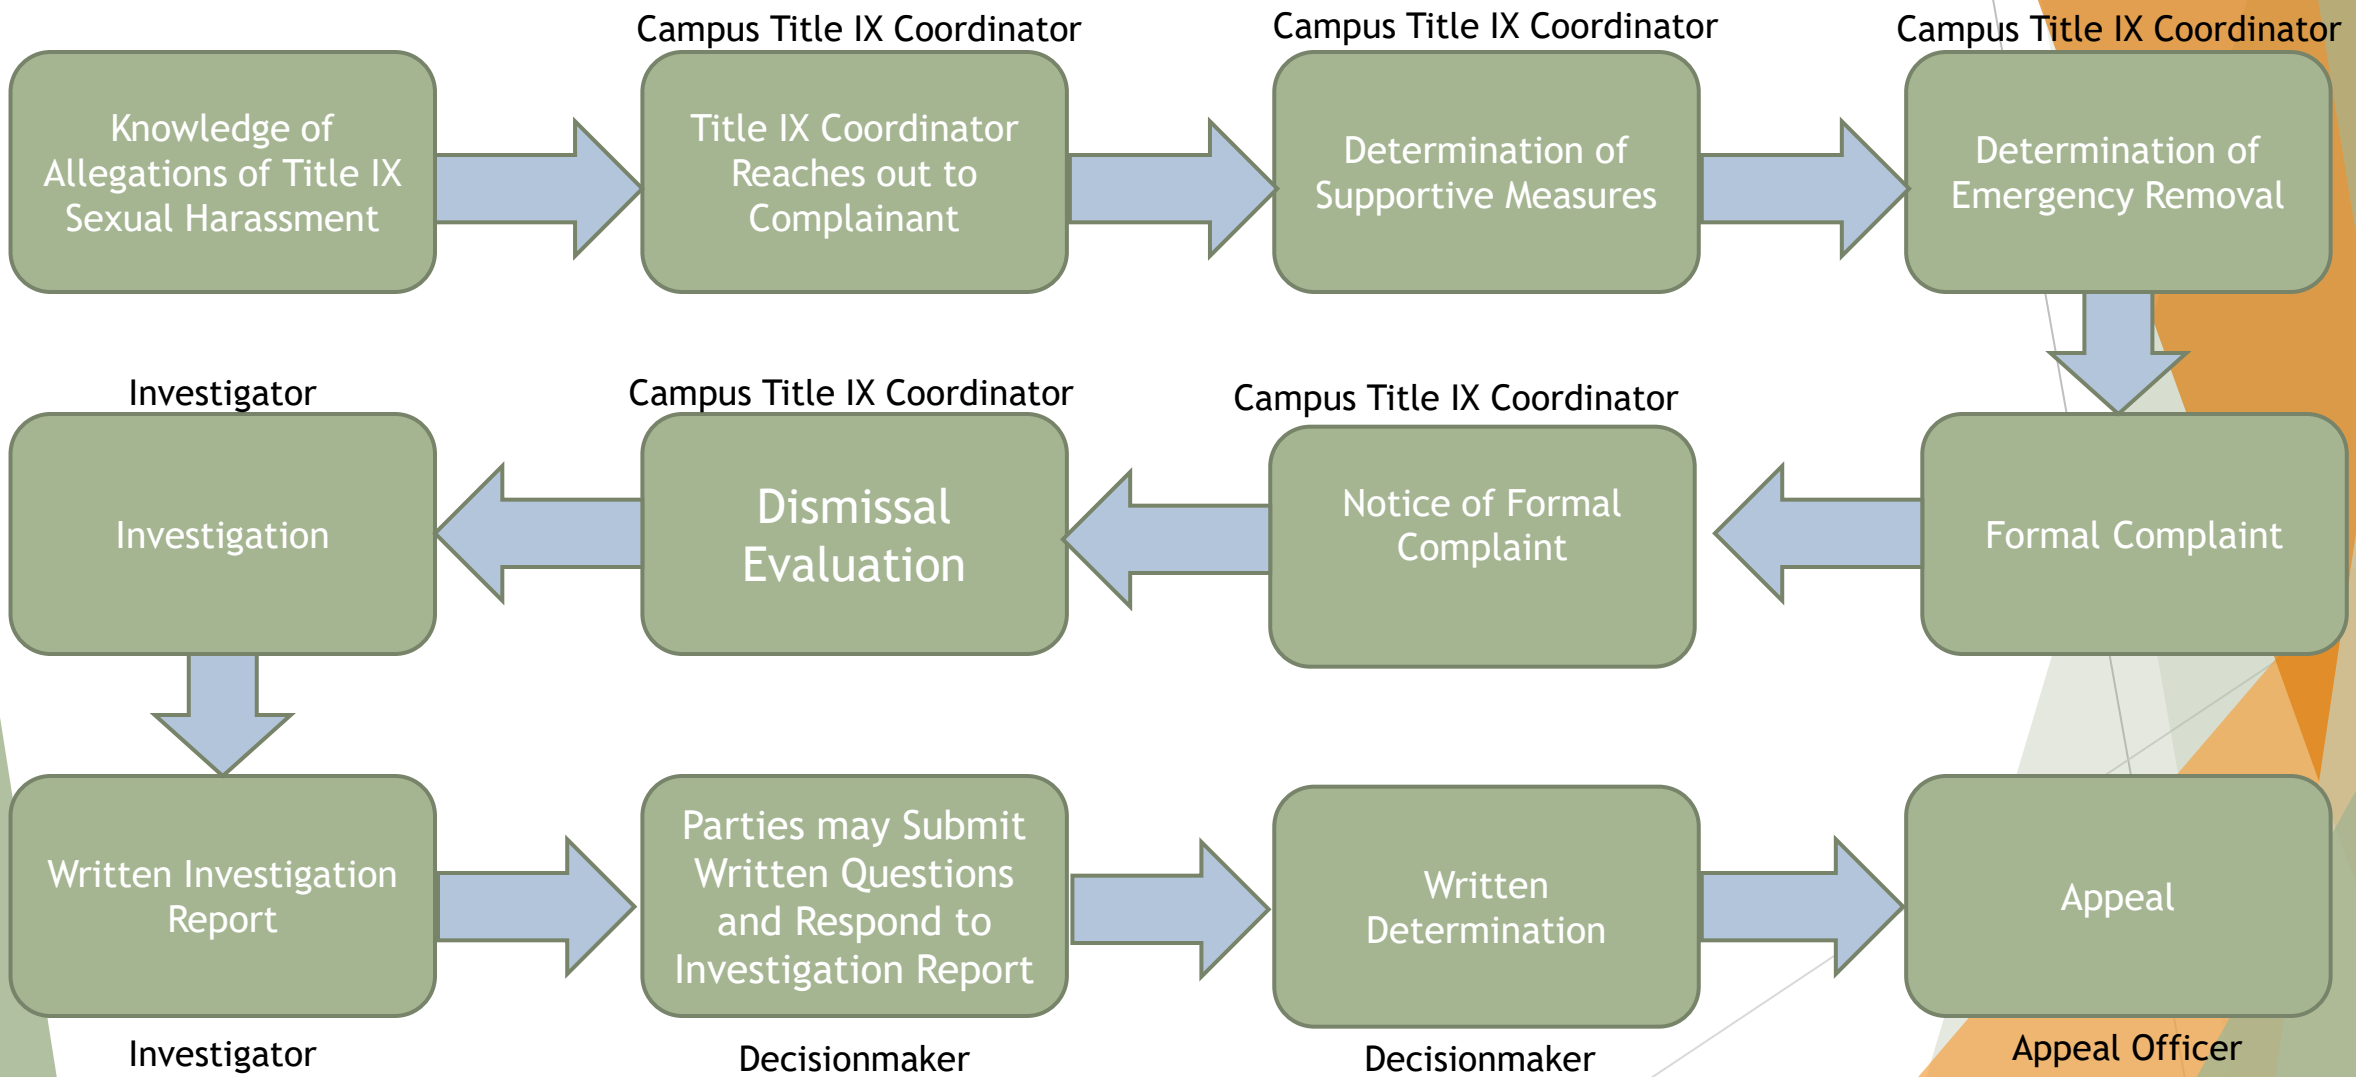 Campus Title IX Coordinator
Campus Title IX Coordinator
Campus Title IX Coordinator
Knowledge of
Allegations of Title IX
Sexual Harassment
Title IX Coordinator
Reaches out to
Complainant
Determination of
Supportive Measures
Determination of
Emergency Removal
Investigator
Campus Title IX Coordinator
Campus Title IX Coordinator
Investigation
Dismissal
Evaluation
Notice of Formal
Complaint
Formal Complaint
Written Investigation
Report
Parties may Submit
Written Questions
and Respond to
Investigation Report
Written
Determination
Appeal
Investigator
Decisionmaker
Decisionmaker
Appeal Officer